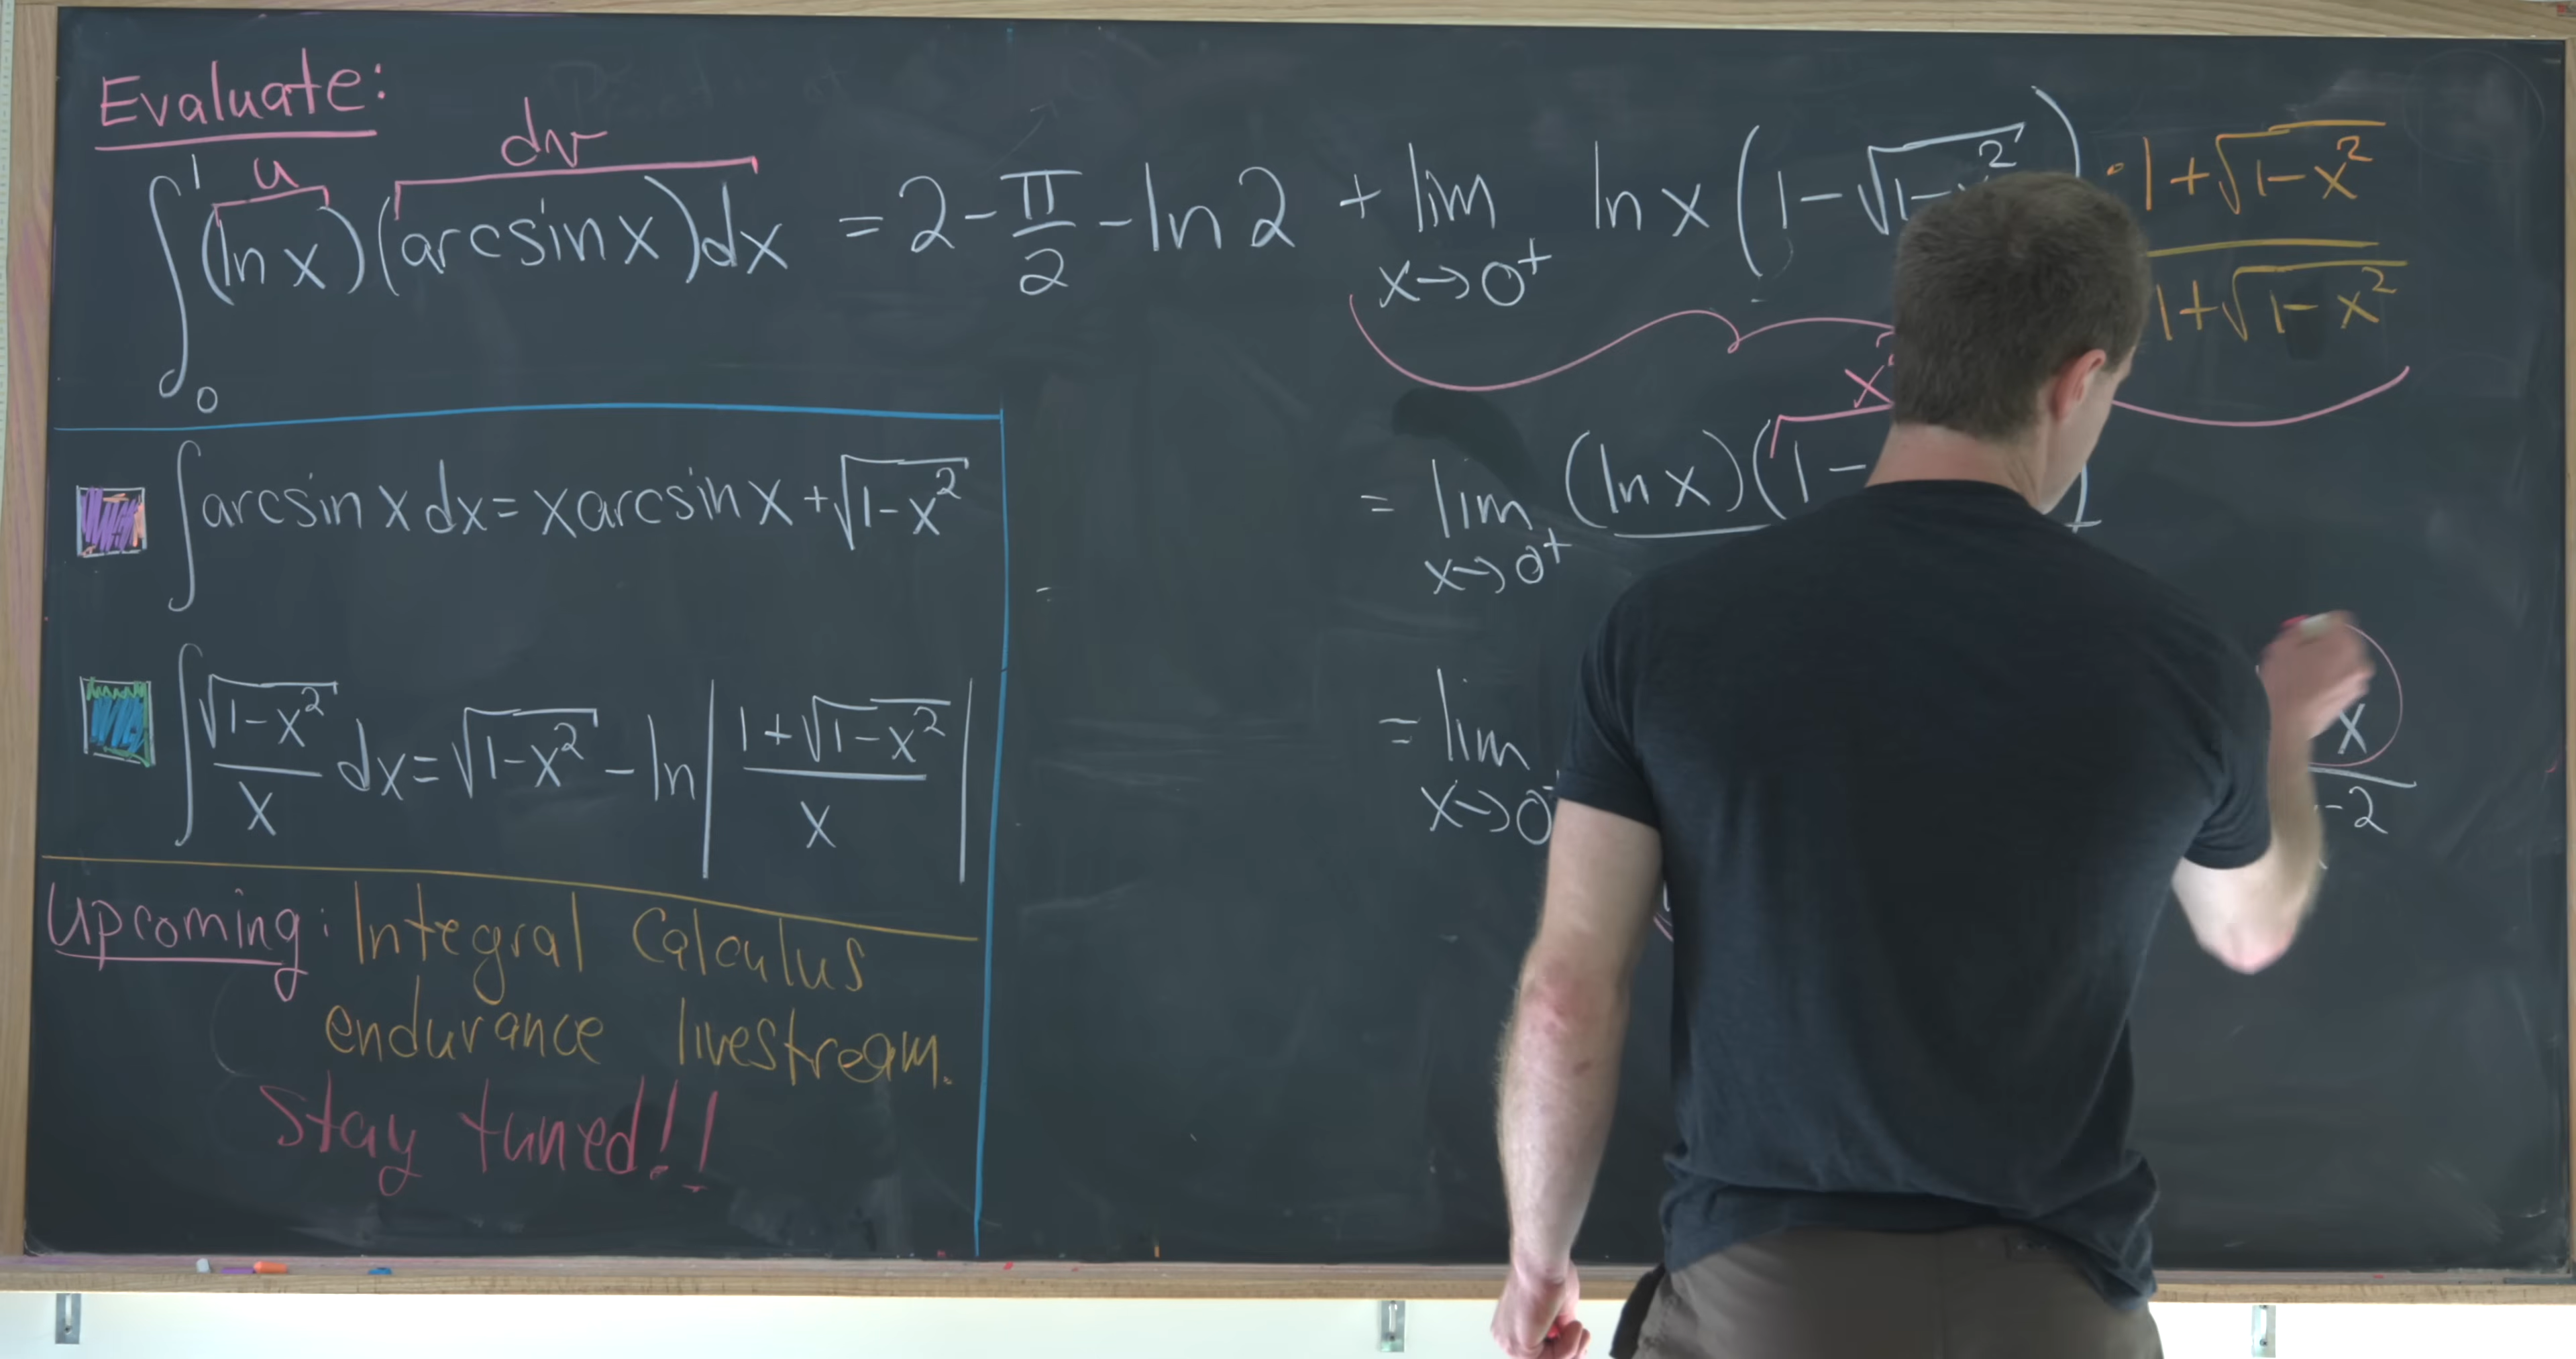 Evaluate:
u dv
∫₀¹ (ln x)(arcsin x)dx = 2 - π/2 - ln 2 + lim x→0⁺ ln x (1-√1- ²) · 1+√1-x² / 1+√1-x²
x
= lim x→0⁺ (ln x)(1-
∫ arcsin x dx = x arcsin x + √1-x²
=
= lim x→0 x / -2
∫ √1-x² / x dx = √1-x² - ln | 1+√1-x² / x |
Upcoming: Integral Calculus
endurance livestream.
Stay tuned!!